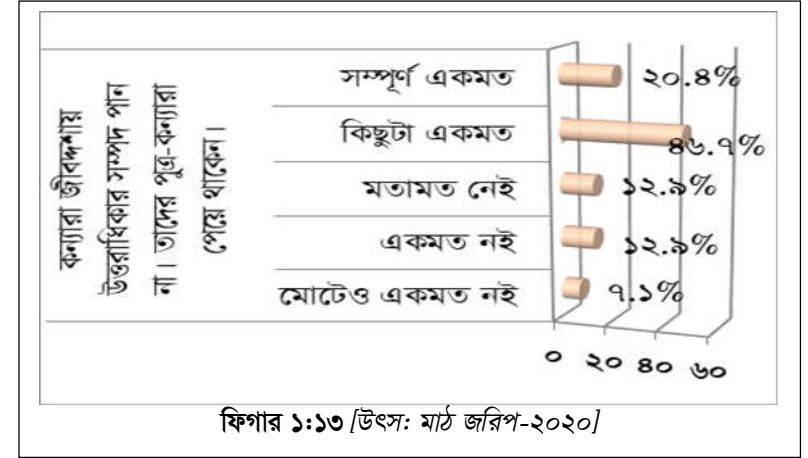 কন্যারা জীবদ্দশায়
উত্তরাধিকার সম্পদ পান
না। তাদের পুত্র-কন্যারা
পেয়ে থাকেন।
সম্পূর্ণ একমত
২০.৪%
কিছুটা একমত
৪৬.৭%
মতামত নেই
১২.৯%
একমত নই
১২.৯%
মোটেও একমত নই
৭.১%
০ ২০ ৪০ ৬০
ফিগার ১:১৩ [উৎস: মাঠ জরিপ-২০২০]